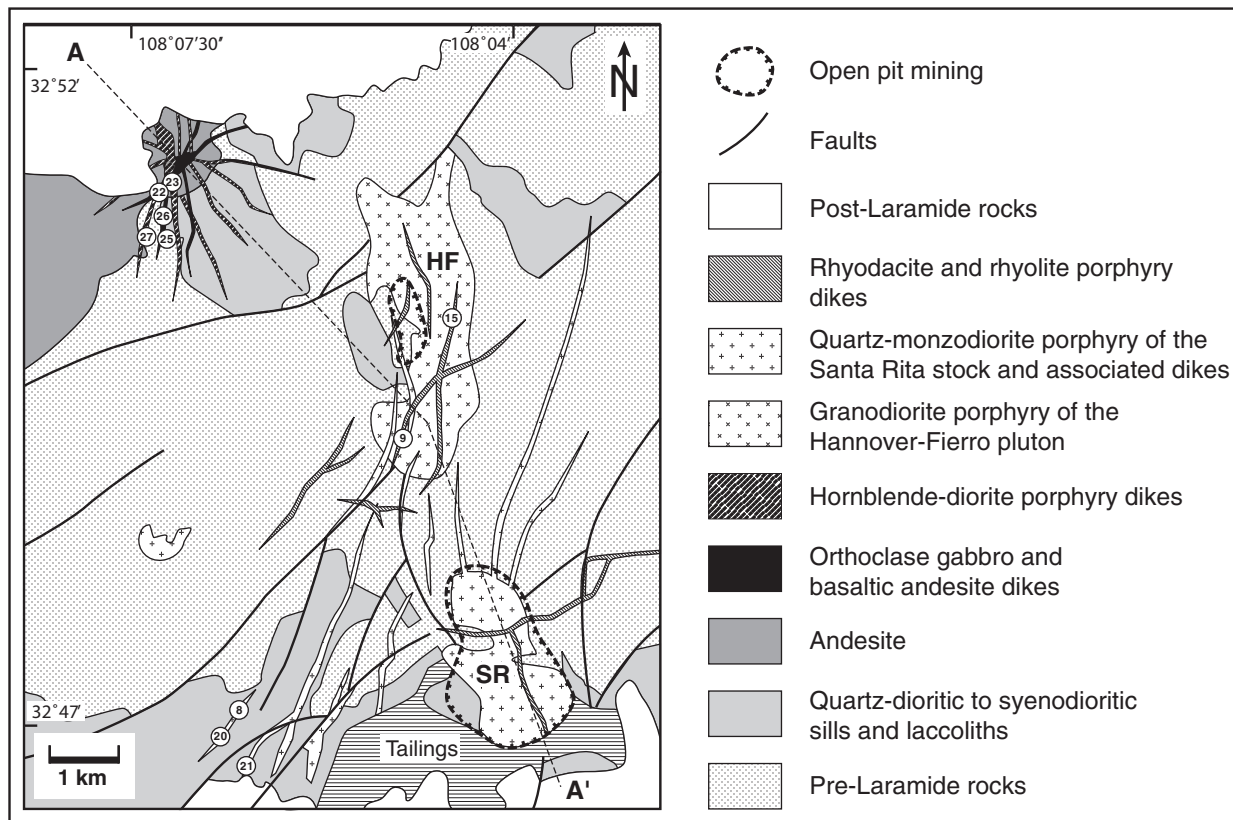 A
108°07'30"
108°04'
N
32°52'
23
22
26
27
25
HF
15
9
SR
32°47'
8
20
21
Tailings
1 km
A'
Open pit mining
Faults
Post-Laramide rocks
Rhyodacite and rhyolite porphyry
dikes
Quartz-monzodiorite porphyry of the
Santa Rita stock and associated dikes
Granodiorite porphyry of the
Hannover-Fierro pluton
Hornblende-diorite porphyry dikes
Orthoclase gabbro and
basaltic andesite dikes
Andesite
Quartz-dioritic to syenodioritic
sills and laccoliths
Pre-Laramide rocks